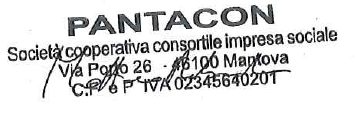 PANTACON
Società cooperativa consortile impresa sociale
Via Porto 26 - 46100 Mantova
C.F. e P IVA 02345640201